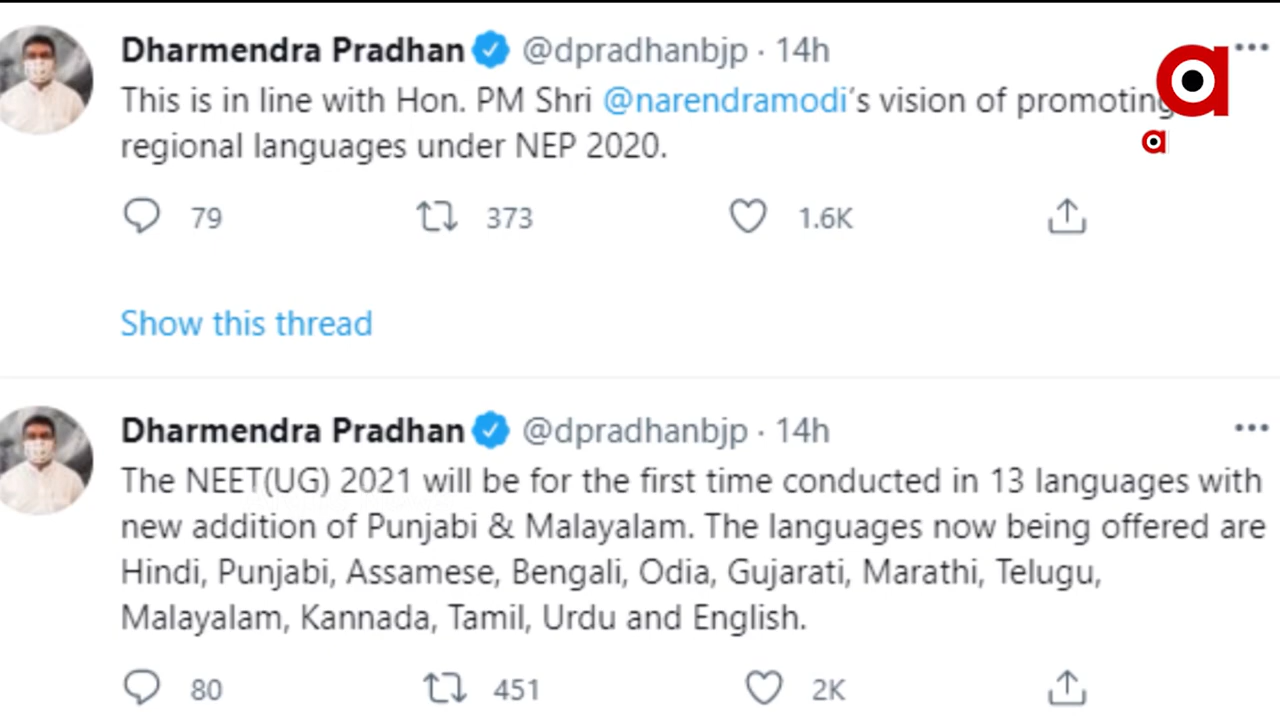 Dharmendra Pradhan @dpradhanbjp · 14h
This is in line with Hon. PM Shri @narendramodi's vision of promoting
regional languages under NEP 2020.
79 373 1.6K
Show this thread
Dharmendra Pradhan @dpradhanbjp · 14h
The NEET(UG) 2021 will be for the first time conducted in 13 languages with
new addition of Punjabi & Malayalam. The languages now being offered are
Hindi, Punjabi, Assamese, Bengali, Odia, Gujarati, Marathi, Telugu,
Malayalam, Kannada, Tamil, Urdu and English.
80 451 2K